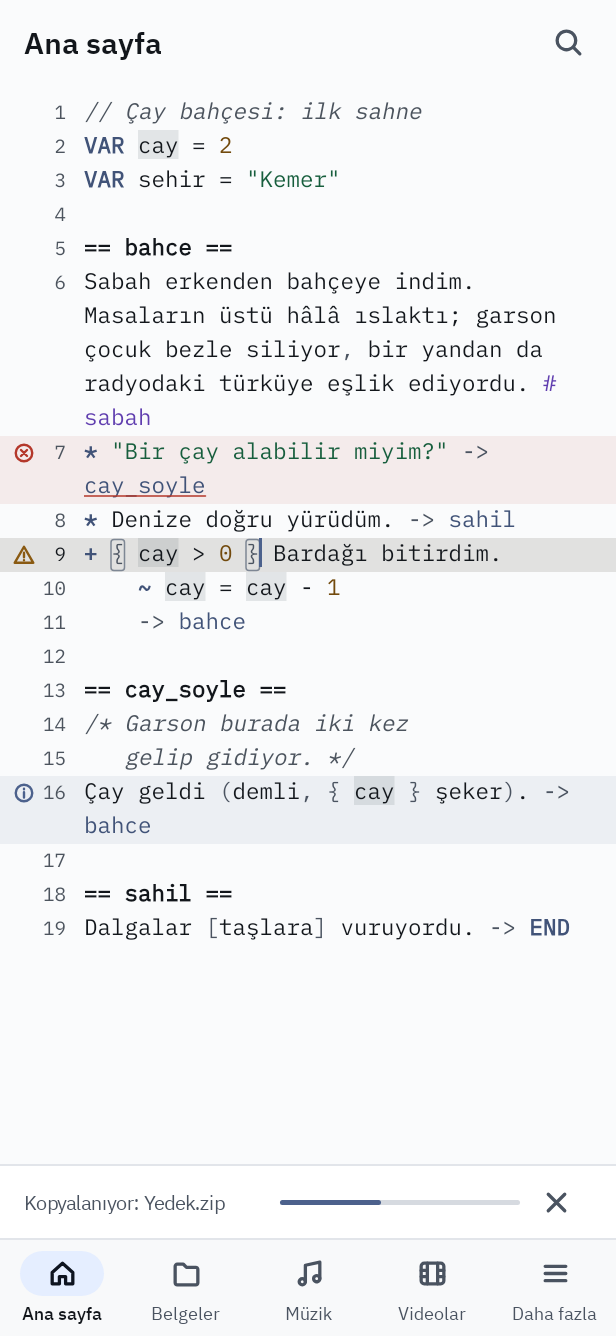 Ana sayfa
1 // Çay bahçesi: ilk sahne
2 VAR cay = 2
3 VAR sehir = "Kemer"
4
5 == bahce ==
6 Sabah erkenden bahçeye indim.
Masaların üstü hâlâ ıslaktı; garson
çocuk bezle siliyor, bir yandan da
radyodaki türküye eşlik ediyordu. #
sabah
7 * "Bir çay alabilir miyim?" ->
cay_soyle
8 * Denize doğru yürüdüm. -> sahil
9 + { cay > 0 } Bardağı bitirdim.
10 ~ cay = cay - 1
11 -> bahce
12
13 == cay_soyle ==
14 /* Garson burada iki kez
15 gelip gidiyor. */
16 Çay geldi (demli, { cay } şeker). ->
bahce
17
18 == sahil ==
19 Dalgalar [taşlara] vuruyordu. -> END
Kopyalanıyor: Yedek.zip
Ana sayfa Belgeler Müzik Videolar Daha fazla